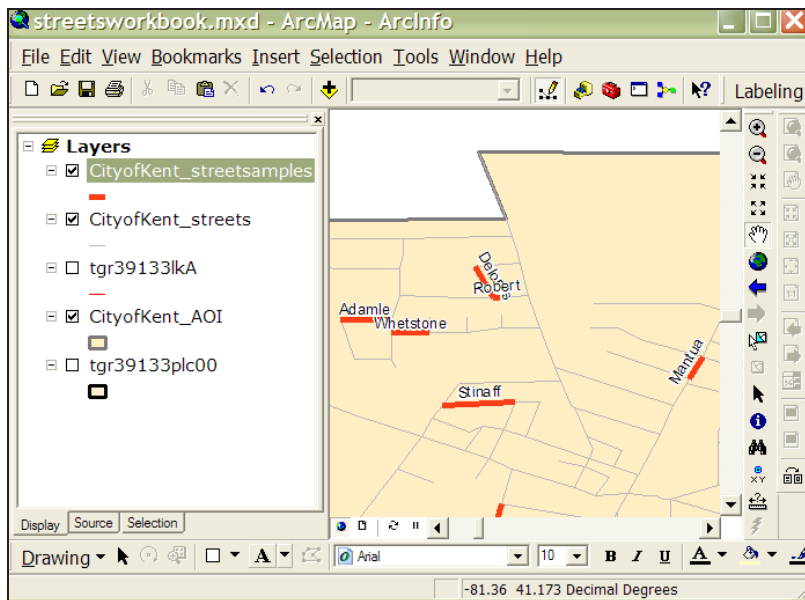 streetsworkbook.mxd - ArcMap - ArcInfo
File Edit View Bookmarks Insert Selection Tools Window Help
Labeling
Layers
CityofKent_streetsamples
CityofKent_streets
tgr39133lkA
CityofKent_AOI
tgr39133plc00
Robert
Adamle
Whetstone
Mantua
Stinaff
XY
Display Source Selection
Drawing A Arial 10 B I U A
-81.36 41.173 Decimal Degrees